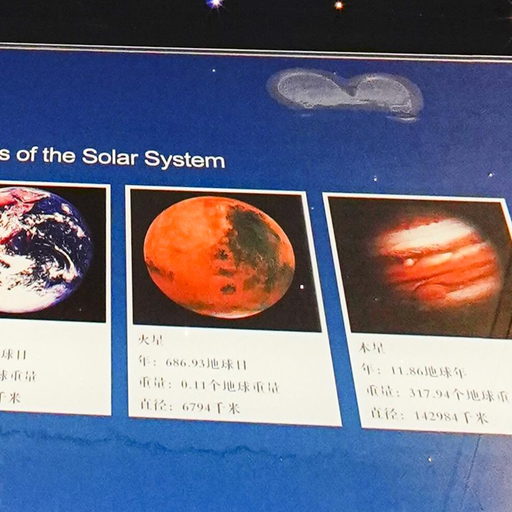 s of the Solar System
球日
球重量
千米
火星
年：686.93地球日
重量：0.11个地球重量
直径：6794千米
木星
年：11.86地球年
重量：317.94个地球重
直径：142984千米